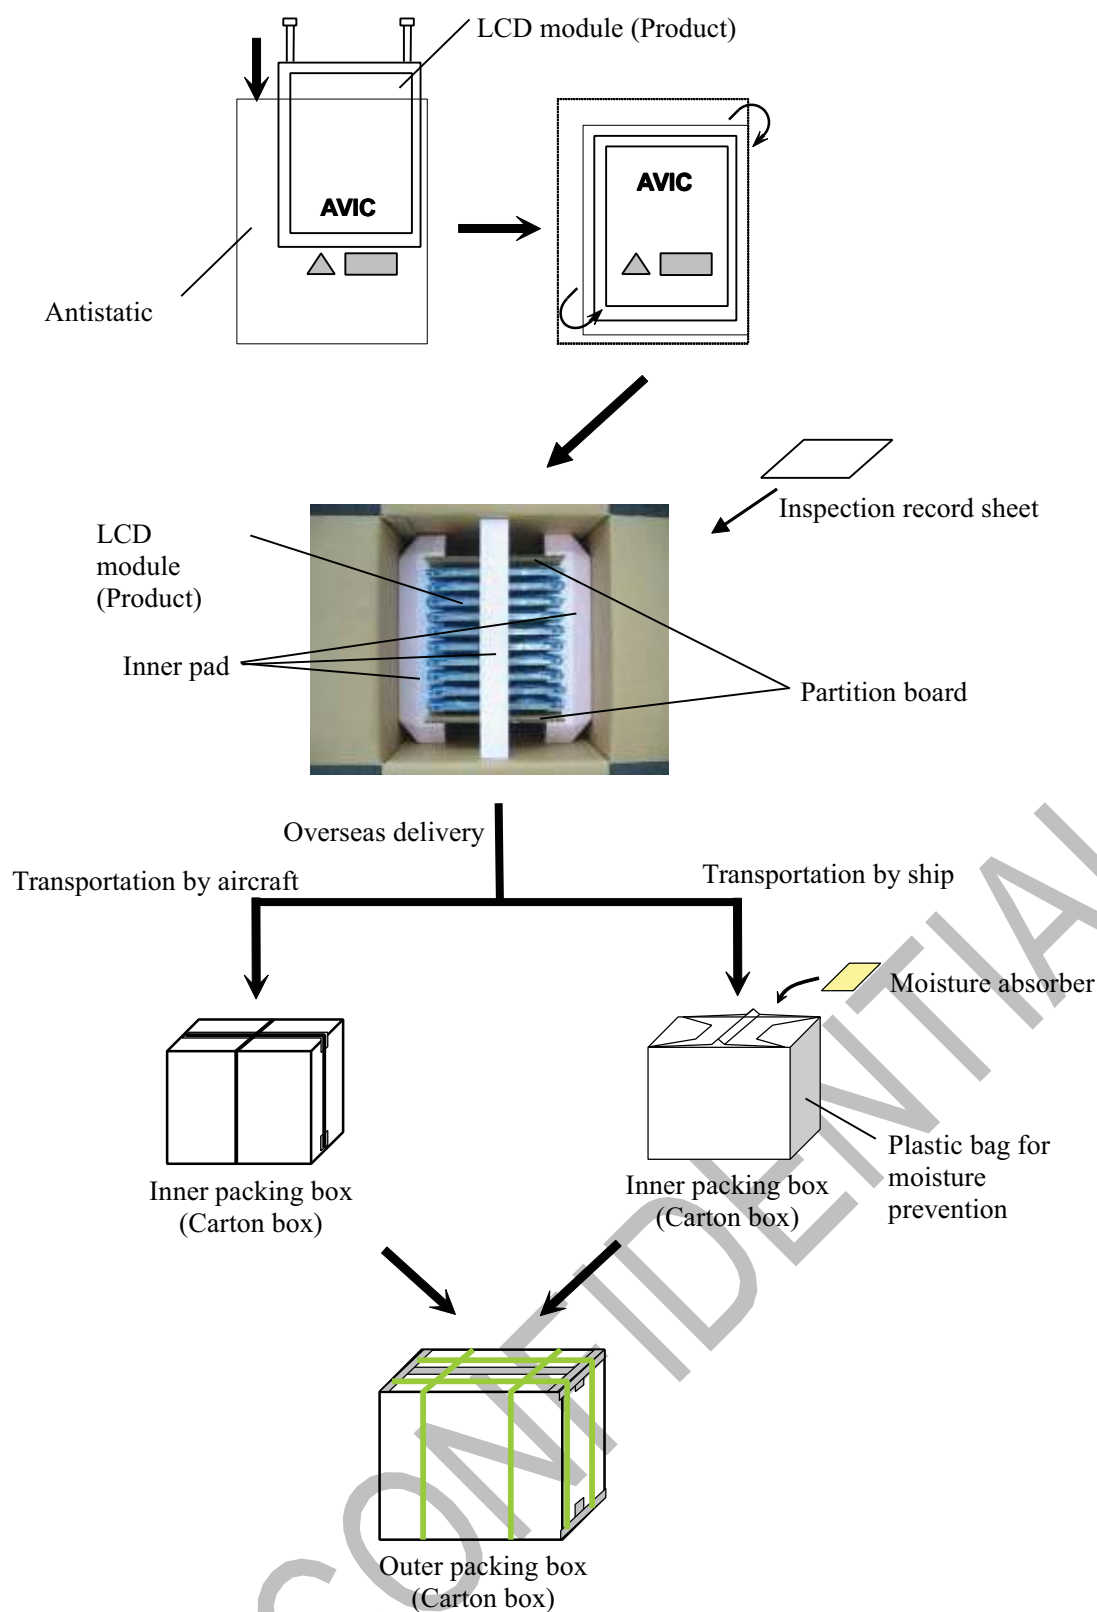 LCD module (Product)
AVIC
AVIC
Antistatic
Inspection record sheet
LCD
module
(Product)
Inner pad
Partition board
Overseas delivery
Transportation by aircraft
Transportation by ship
Moisture absorber
Plastic bag for
moisture
prevention
Inner packing box
(Carton box)
Inner packing box
(Carton box)
Outer packing box
(Carton box)
CONFIDENTIAL